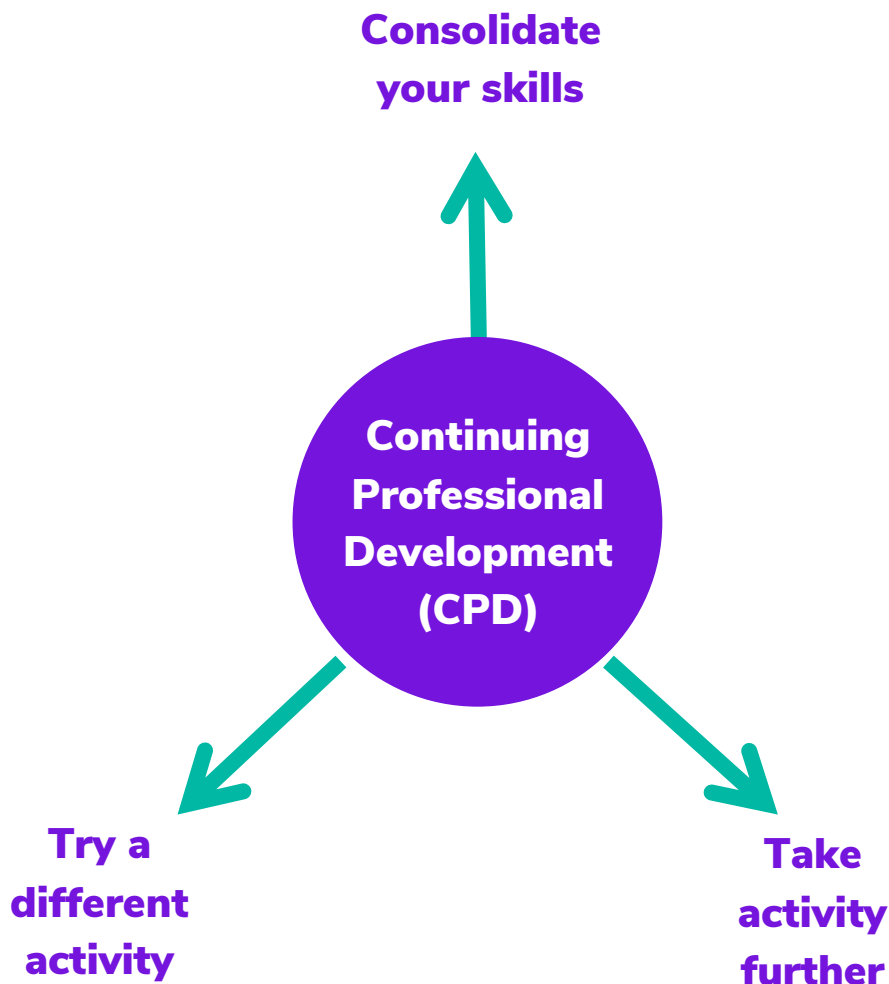 Consolidate
your skills
Continuing
Professional
Development
(CPD)
Try a
different
activity
Take
activity
further